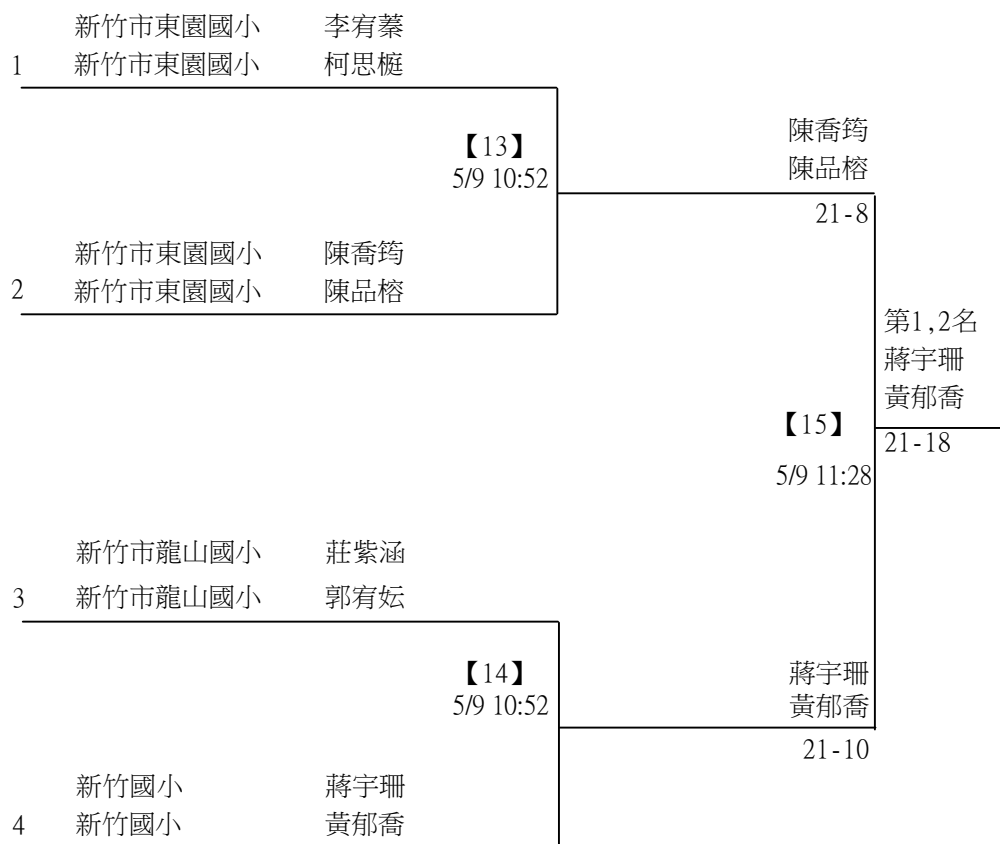 新竹市東園國小 李宥蓁
1 新竹市東園國小 柯思榳
【13】
5/9 10:52
陳喬筠
陳品榕
21-8
新竹市東園國小 陳喬筠
2 新竹市東園國小 陳品榕
第1,2名
蔣宇珊
黃郁喬
【15】
21-18
5/9 11:28
新竹市龍山國小 莊紫涵
3 新竹市龍山國小 郭宥妘
【14】
5/9 10:52
蔣宇珊
黃郁喬
21-10
新竹國小 蔣宇珊
4 新竹國小 黃郁喬